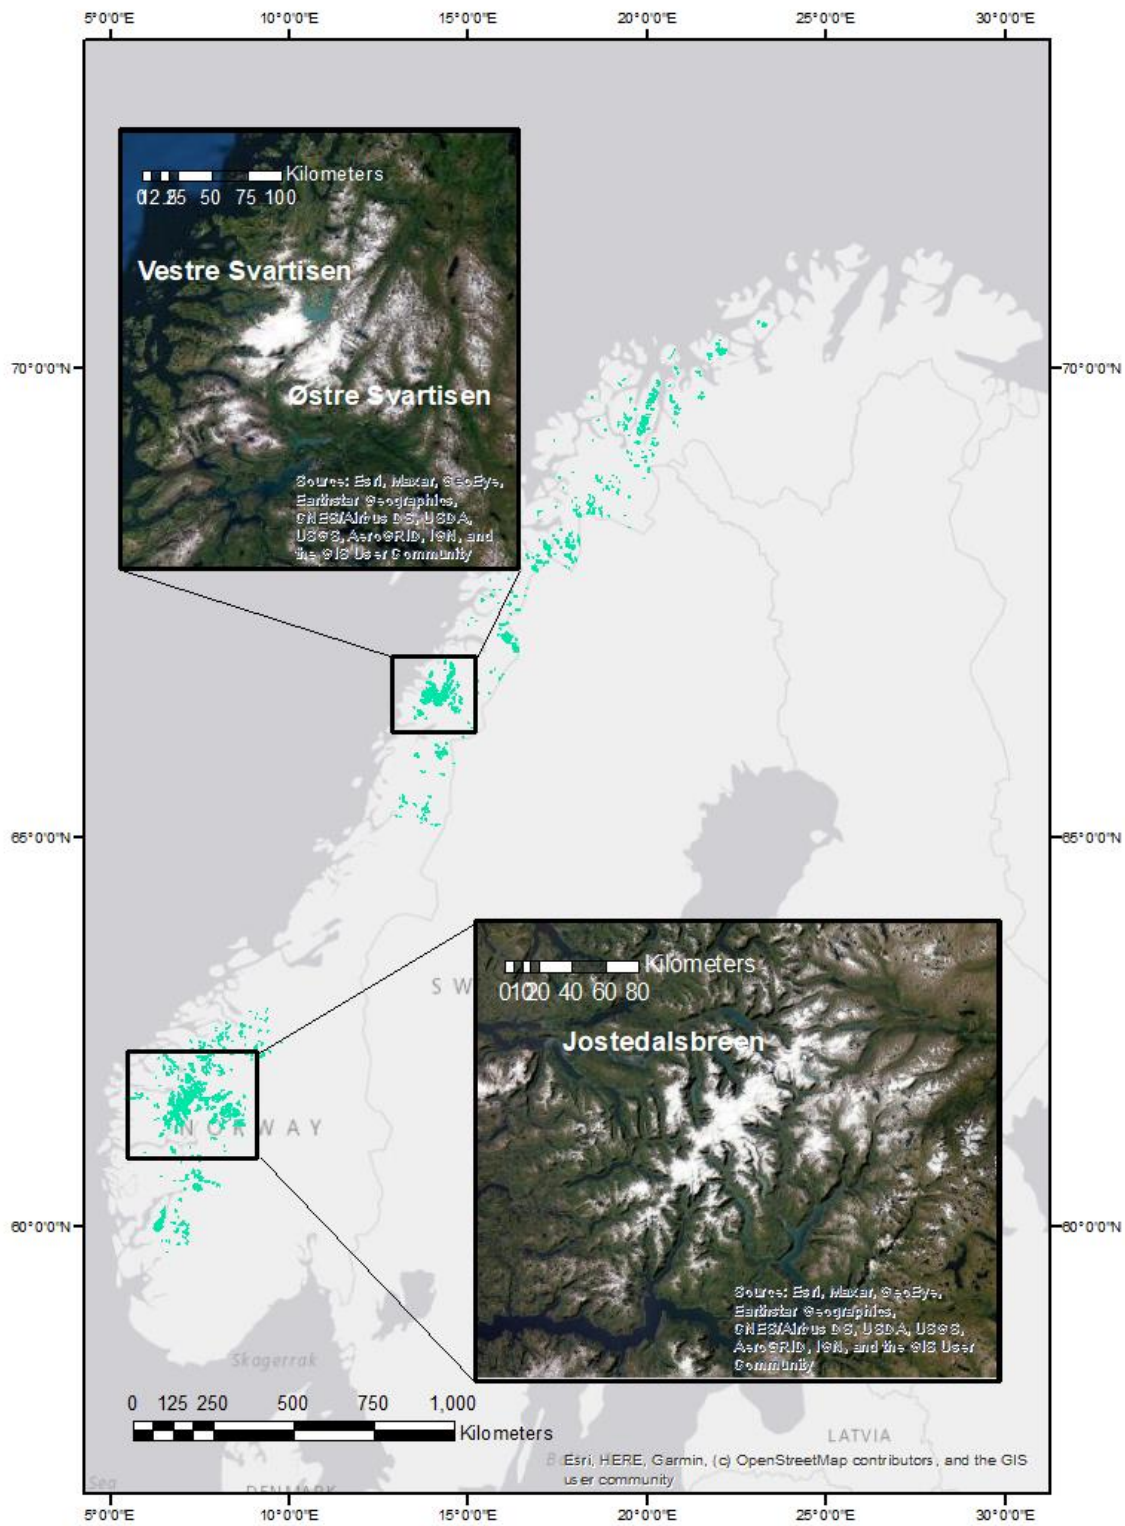 5°0'0"E 10°0'0"E 15°0'0"E 20°0'0"E 25°0'0"E 30°0'0"E
Kilometers
0 12.5 25 50 75 100
Vestre Svartisen
Østre Svartisen
Source: Esri, Maxar, GeoEye,
Earthstar Geographics,
CNES/Airbus DS, USDA,
USGS, AeroGRID, IGN, and
the GIS User Community
70°0'0"N 70°0'0"N
65°0'0"N 65°0'0"N
Kilometers
0 10 20 40 60 80
Jostedalsbreen
S W
NORWAY
Source: Esri, Maxar, GeoEye,
Earthstar Geographics,
CNES/Airbus DS, USDA, USGS,
AeroGRID, IGN, and the GIS User
Community
60°0'0"N 60°0'0"N
Skagerrak
0 125 250 500 750 1,000
Kilometers
LATVIA
Esri, HERE, Garmin, (c) OpenStreetMap contributors, and the GIS
user community
Sea
DENMARK
5°0'0"E 10°0'0"E 15°0'0"E 20°0'0"E 25°0'0"E 30°0'0"E